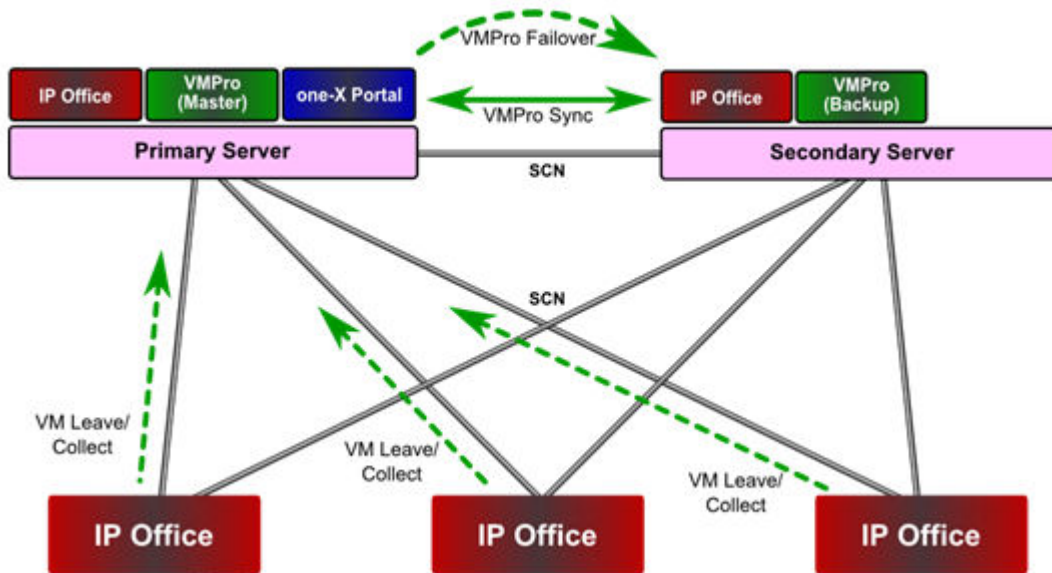 VMPro Failover
IP Office
VMPro
(Master)
one-X Portal
VMPro Sync
IP Office
VMPro
(Backup)
Primary Server
SCN
Secondary Server
SCN
VM Leave/
Collect
VM Leave/
Collect
VM Leave/
Collect
IP Office
IP Office
IP Office